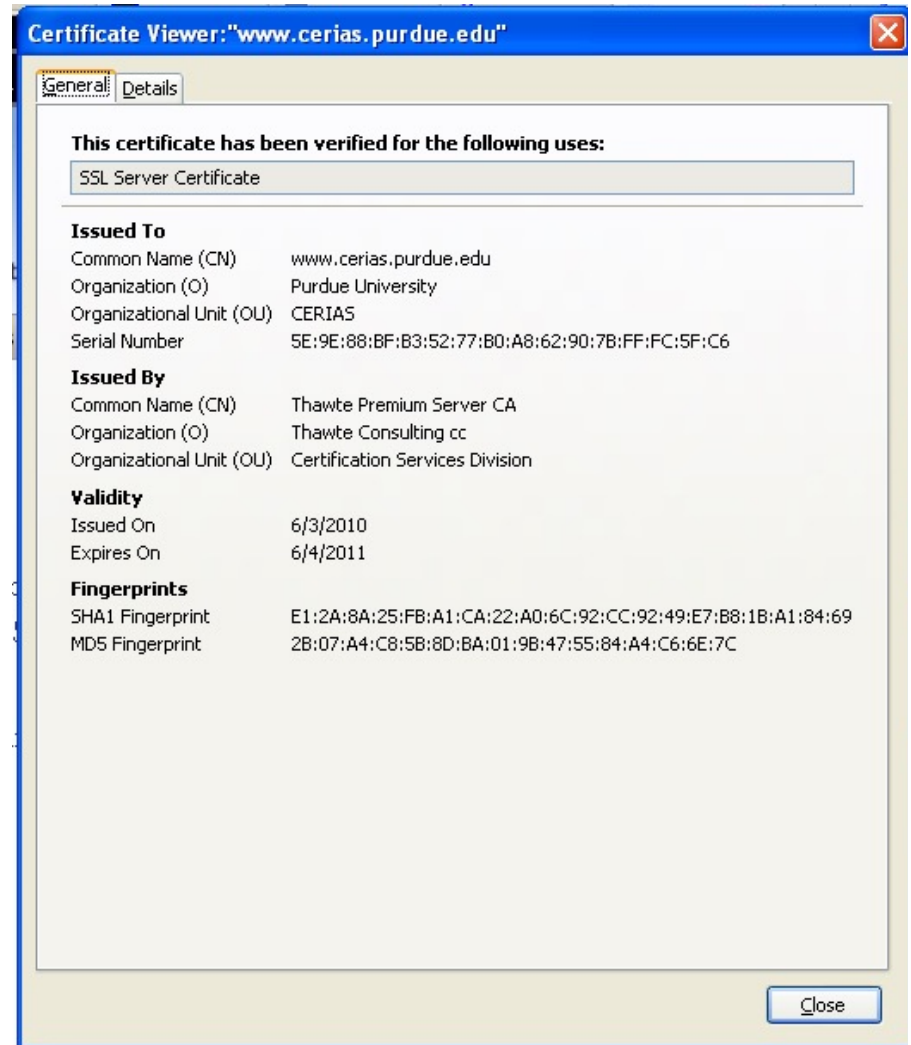 Certificate Viewer:"www.cerias.purdue.edu"
General Details
This certificate has been verified for the following uses:
SSL Server Certificate
Issued To
Common Name (CN) www.cerias.purdue.edu
Organization (O) Purdue University
Organizational Unit (OU) CERIAS
Serial Number 5E:9E:88:BF:B3:52:77:B0:A8:62:90:7B:FF:FC:5F:C6
Issued By
Common Name (CN) Thawte Premium Server CA
Organization (O) Thawte Consulting cc
Organizational Unit (OU) Certification Services Division
Validity
Issued On 6/3/2010
Expires On 6/4/2011
Fingerprints
SHA1 Fingerprint E1:2A:8A:25:FB:A1:CA:22:A0:6C:92:CC:92:49:E7:B8:1B:A1:84:69
MD5 Fingerprint 2B:07:A4:C8:5B:8D:BA:01:9B:47:55:84:A4:C6:6E:7C
Close